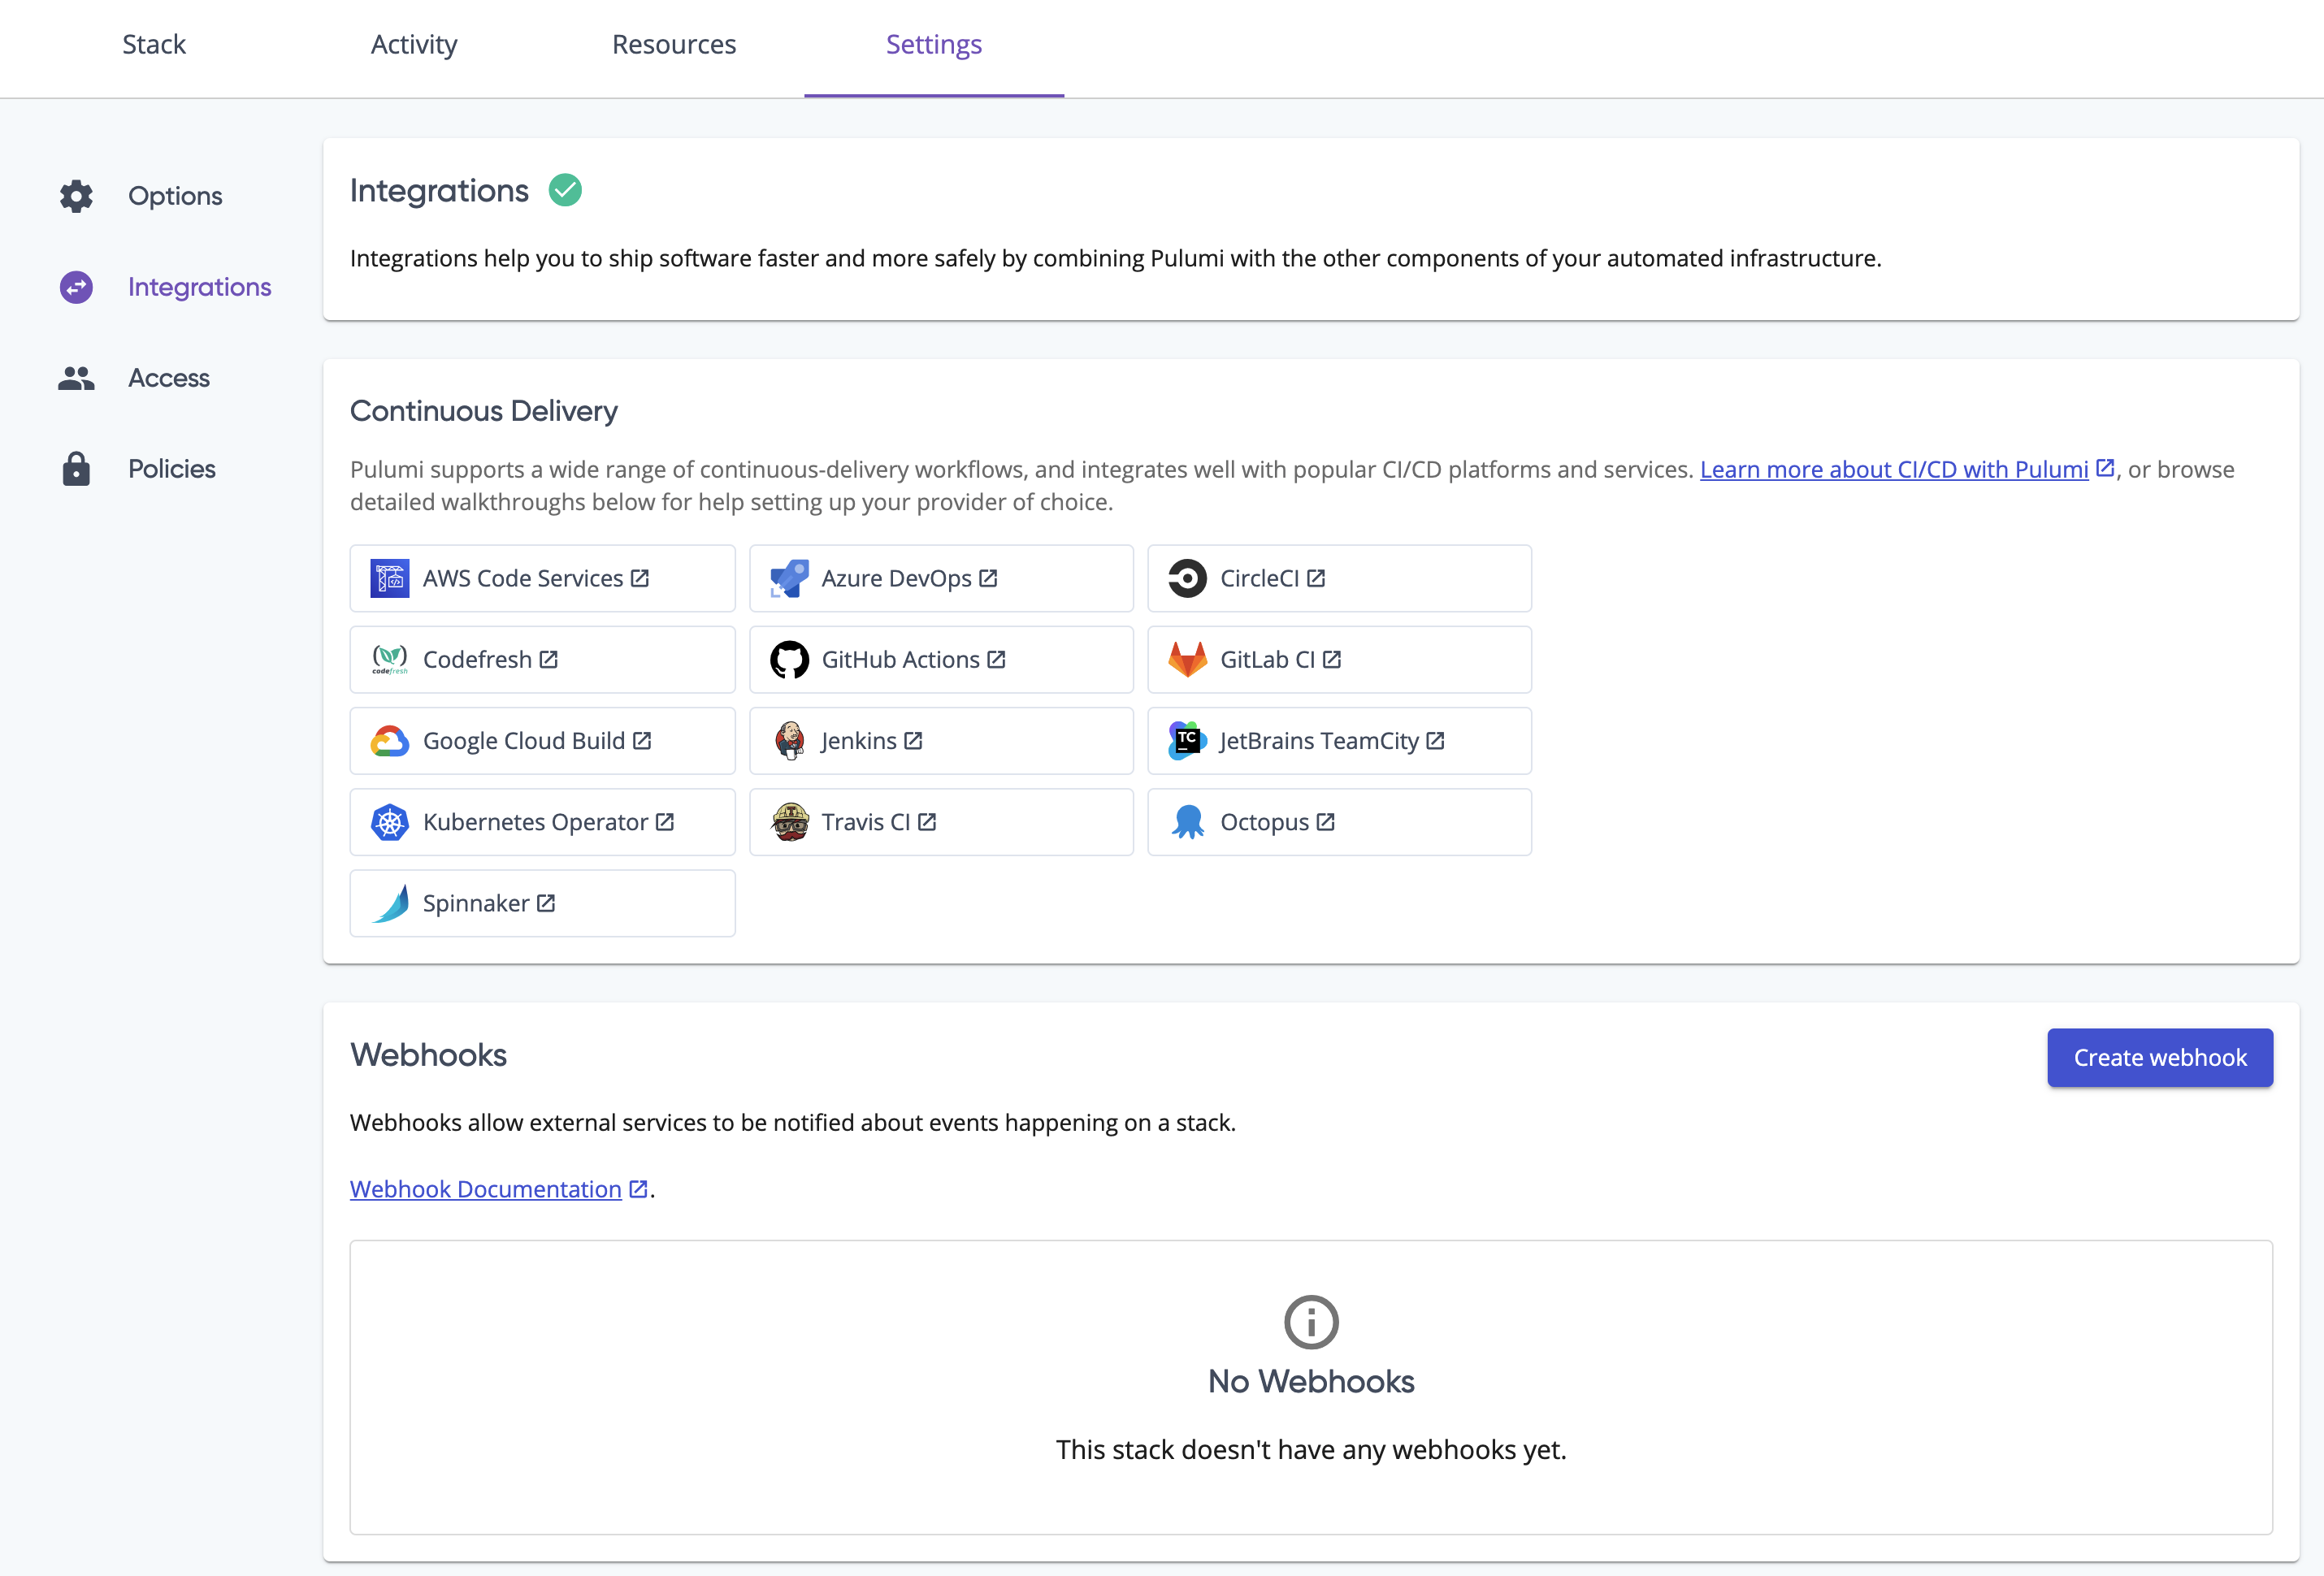 Stack Activity Resources Settings
Options
Integrations
Access
Policies
Integrations
Integrations help you to ship software faster and more safely by combining Pulumi with the other components of your automated infrastructure.
Continuous Delivery
Pulumi supports a wide range of continuous-delivery workflows, and integrates well with popular CI/CD platforms and services. Learn more about CI/CD with Pulumi, or browse
detailed walkthroughs below for help setting up your provider of choice.
AWS Code Services Azure DevOps CircleCI
codefresh Codefresh GitHub Actions GitLab CI
Google Cloud Build Jenkins TC JetBrains TeamCity
Kubernetes Operator Travis CI Octopus
Spinnaker
Webhooks
Create webhook
Webhooks allow external services to be notified about events happening on a stack.
Webhook Documentation.
No Webhooks
This stack doesn't have any webhooks yet.